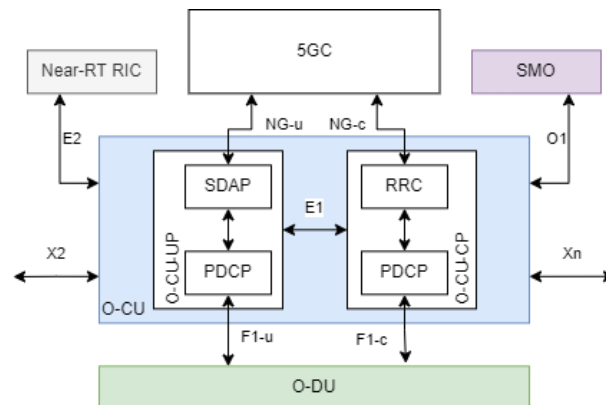 5GC
Near-RT RIC
SMO
NG-u
NG-c
E2
O1
SDAP
RRC
E1
O-CU-UP
O-CU-CP
X2
Xn
PDCP
PDCP
O-CU
F1-u
F1-c
O-DU